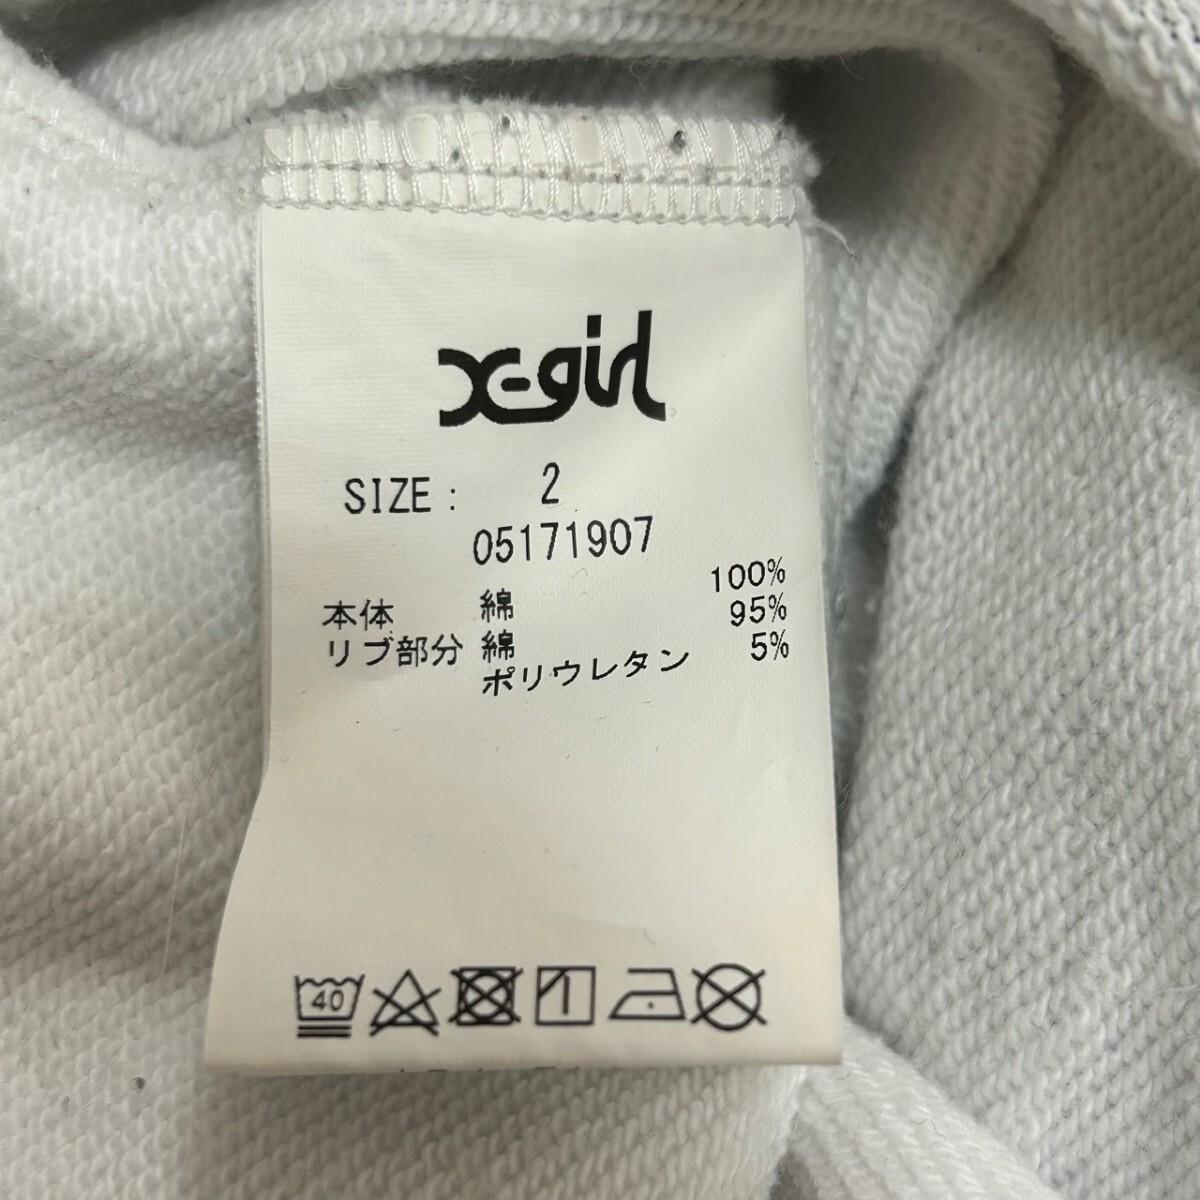 X-girl
SIZE : 2
05171907
本体 綿 100%
リブ部分 綿 95%
ポリウレタン 5%
40